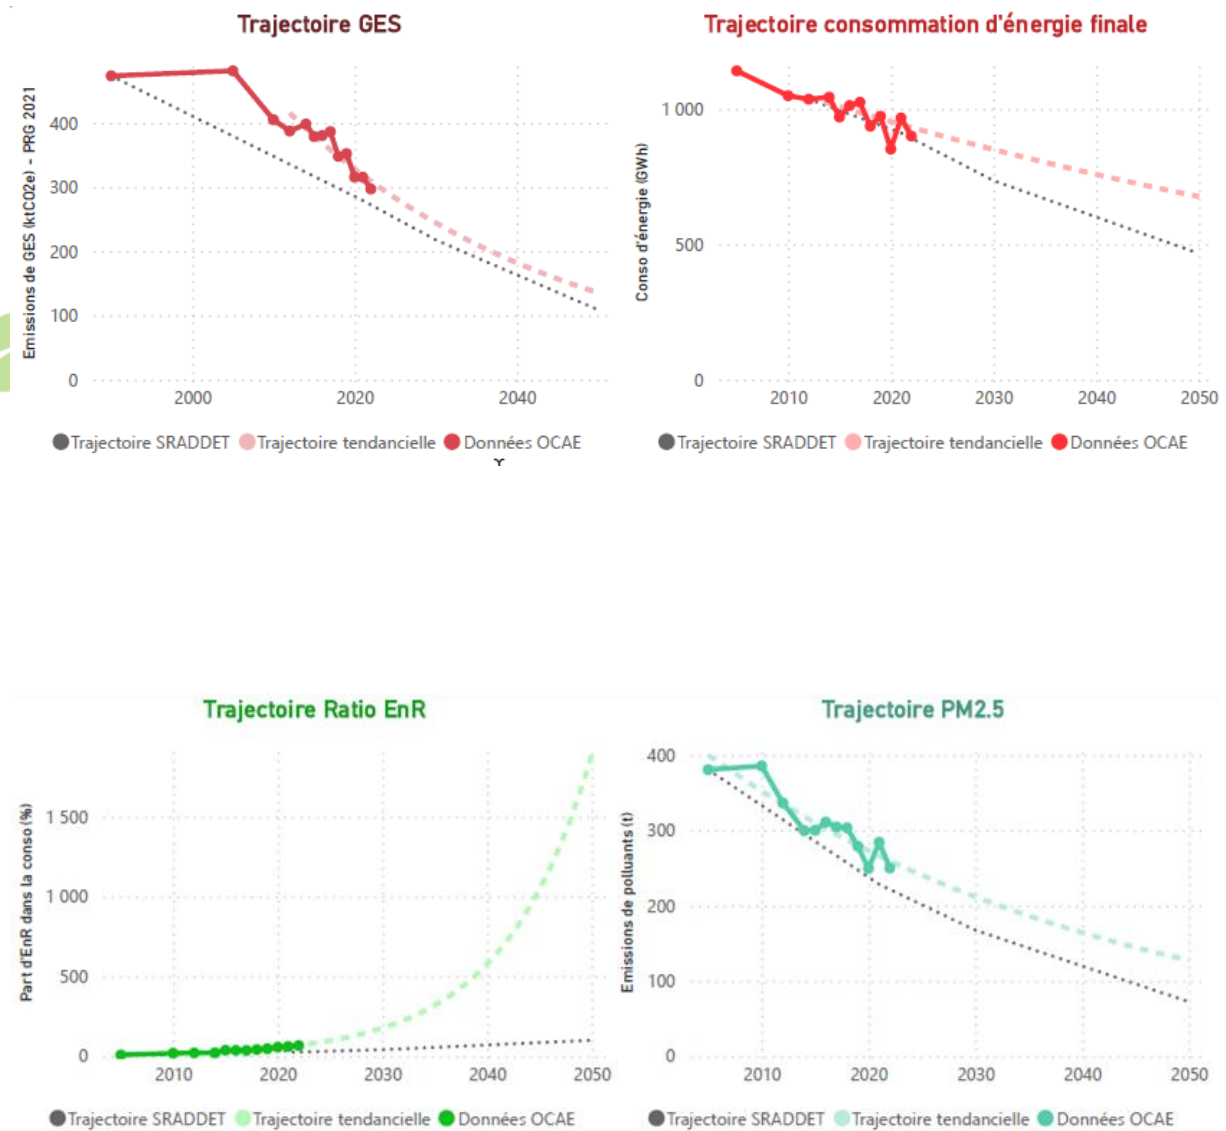 Trajectoire GES
Emissions de GES (ktCO2e) - PRG 2021
400
300
200
100
0
2000
2020
2040
Trajectoire SRADDET
Trajectoire tendancielle
Données OCAE
Trajectoire consommation d'énergie finale
Conso d'énergie (GWh)
1 000
500
0
2010
2020
2030
2040
2050
Trajectoire SRADDET
Trajectoire tendancielle
Données OCAE
Trajectoire Ratio EnR
Part d'EnR dans la conso (%)
1 500
1 000
500
0
2010
2020
2030
2040
2050
Trajectoire SRADDET
Trajectoire tendancielle
Données OCAE
Trajectoire PM2.5
Emissions de polluants (t)
400
300
200
100
0
2010
2020
2030
2040
2050
Trajectoire SRADDET
Trajectoire tendancielle
Données OCAE